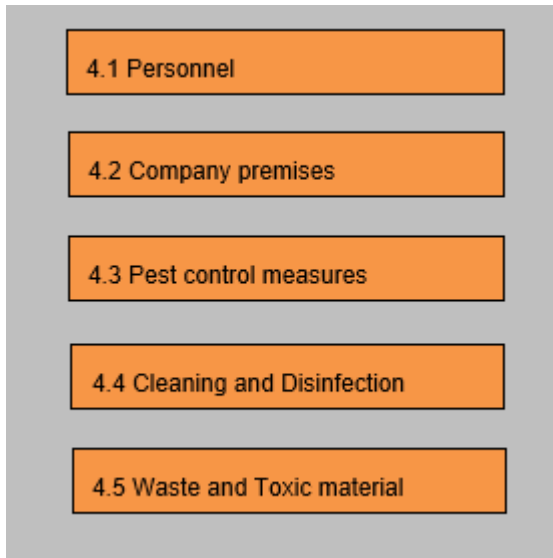 4.1 Personnel
4.2 Company premises
4.3 Pest control measures
4.4 Cleaning and Disinfection
4.5 Waste and Toxic material